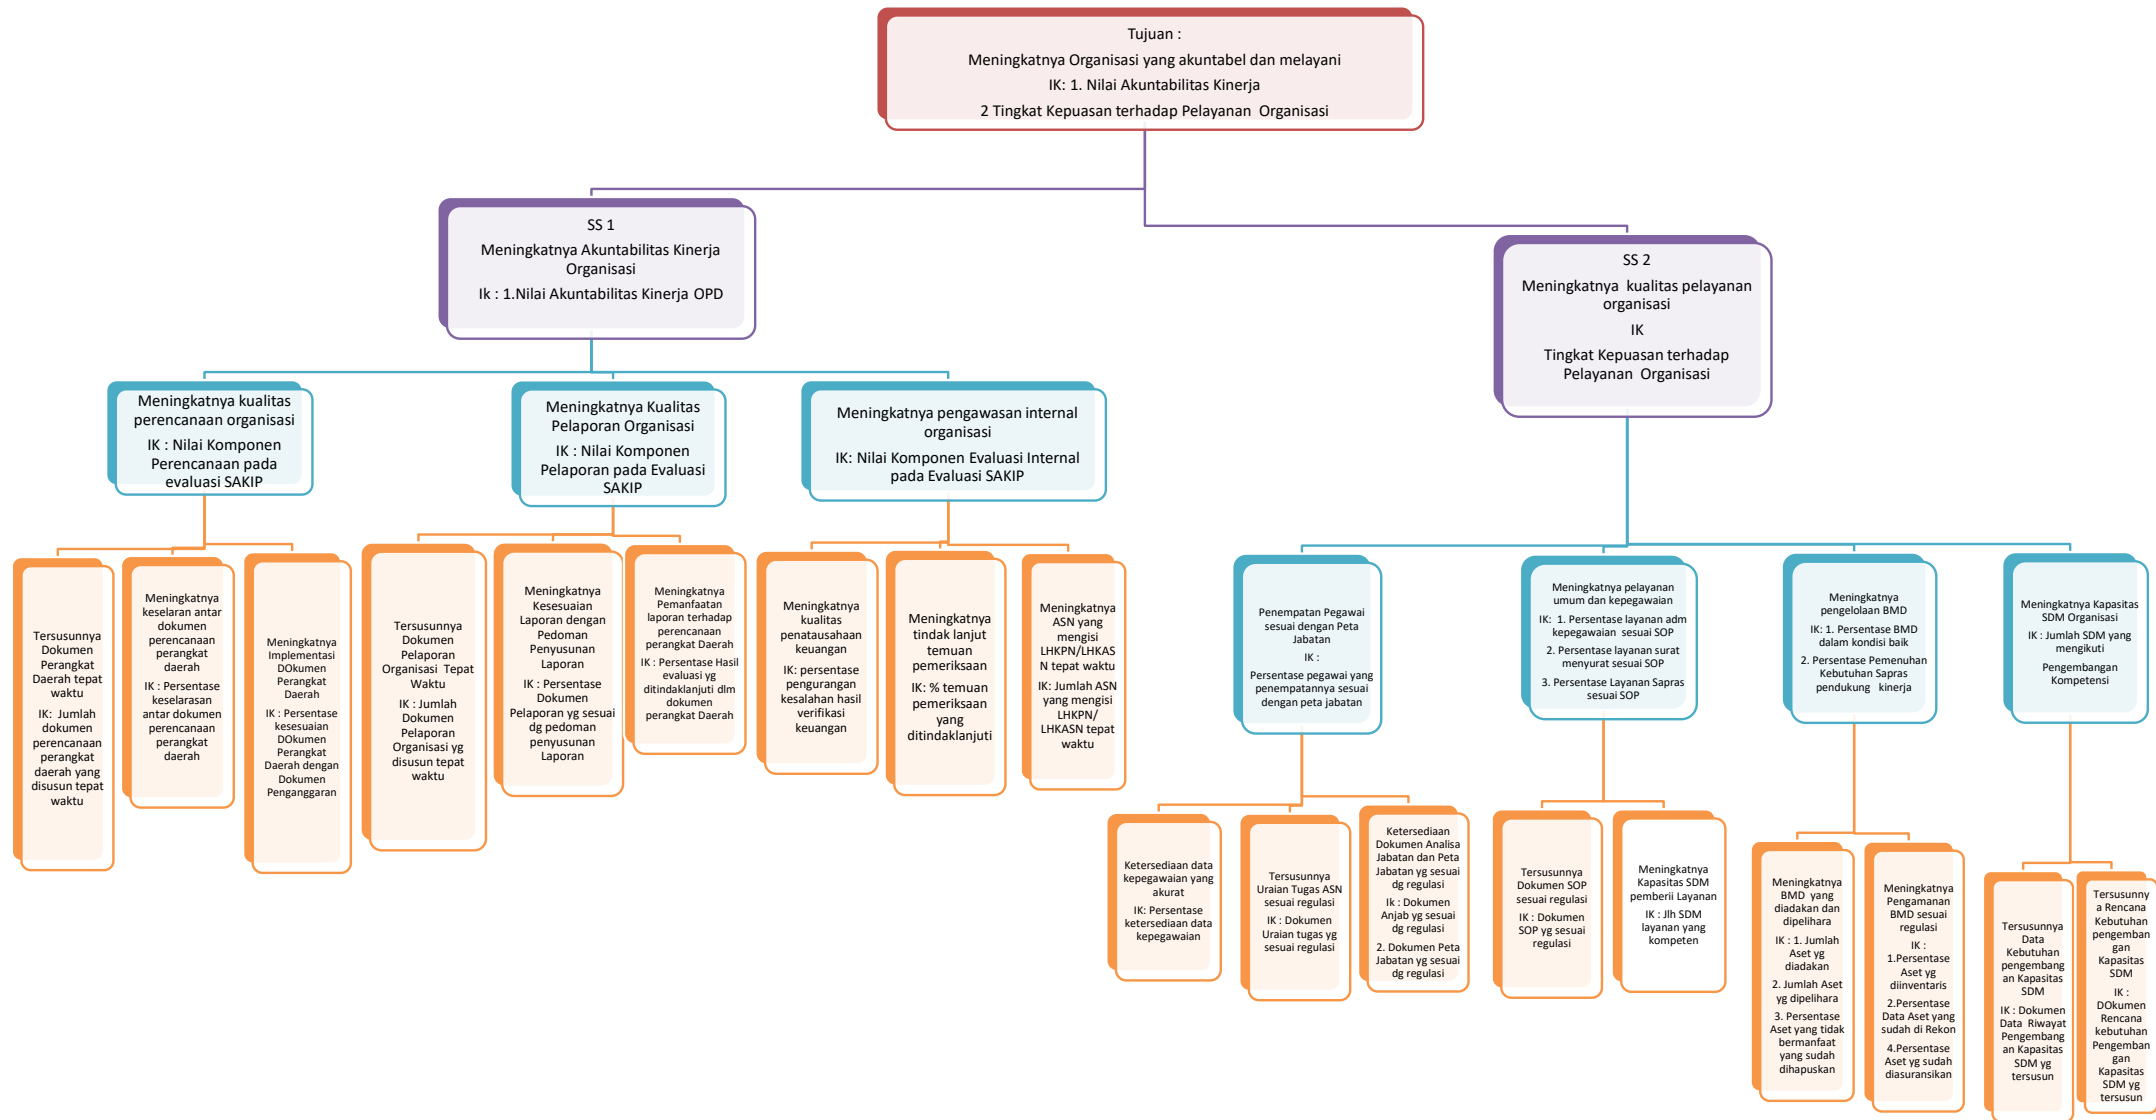 Tujuan :
Meningkatnya Organisasi yang akuntabel dan melayani
IK: 1. Nilai Akuntabilitas Kinerja
2 Tingkat Kepuasan terhadap Pelayanan  Organisasi
SS 1
Meningkatnya Akuntabilitas Kinerja
Organisasi
Ik : 1.Nilai Akuntabilitas Kinerja OPD
SS 2
Meningkatnya  kualitas pelayanan
organisasi
IK
Tingkat Kepuasan terhadap
Pelayanan  Organisasi
Meningkatnya kualitas
perencanaan organisasi
IK : Nilai Komponen
Perencanaan pada
evaluasi SAKIP
Meningkatnya Kualitas
Pelaporan Organisasi
IK : Nilai Komponen
Pelaporan pada Evaluasi
SAKIP
Meningkatnya pengawasan internal
organisasi
IK: Nilai Komponen Evaluasi Internal
pada Evaluasi SAKIP
Tersusunnya
Dokumen
Perangkat
Daerah tepat
waktu
IK:  Jumlah
dokumen
perencanaan
perangkat
daerah yang
disusun tepat
waktu
Meningkatnya
keselaran antar
dokumen
perencanaan
perangkat
daerah
IK : Persentase
keselarasan
antar dokumen
perencanaan
perangkat
daerah
Meningkatnya
Implementasi
DOkumen
Perangkat
Daerah
IK : Persentase
kesesuaian
DOkumen
Perangkat
Daerah dengan
Dokumen
Penganggaran
Tersusunnya
Dokumen
Pelaporan
Organisasi  Tepat
Waktu
IK : Jumlah
Dokumen
Pelaporan
Organisasi yg
disusun tepat
waktu
Meningkatnya
Kesesuaian
Laporan dengan
Pedoman
Penyusunan
Laporan
IK : Persentase
Dokumen
Pelaporan yg sesuai
dg pedoman
penyusunan
Laporan
Meningkatnya
Pemanfaatan
laporan terhadap
perencanaan
perangkat Daerah
IK : Persentase Hasil
evaluasi yg
ditindaklanjuti dlm
dokumen
perangkat Daerah
Meningkatnya
kualitas
penatausahaan
keuangan
IK: persentase
pengurangan
kesalahan hasil
verifikasi
keuangan
Meningkatnya
tindak lanjut
temuan
pemeriksaan
IK: % temuan
pemeriksaan
yang
ditindaklanjuti
Meningkatnya
ASN yang
mengisi
LHKPN/LHKAS
N tepat waktu
IK: Jumlah ASN
yang mengisi
LHKPN/
LHKASN tepat
waktu
Penempatan Pegawai
sesuai dengan Peta
Jabatan
IK :
Persentase pegawai yang
penempatannya sesuai
dengan peta jabatan
Meningkatnya pelayanan
umum dan kepegawaian
IK:  1. Persentase layanan adm
kepegawaian  sesuai SOP
2. Persentase layanan surat
menyurat sesuai SOP
3. Persentase Layanan Sapras
sesuai SOP
Meningkatnya
pengelolaan BMD
IK: 1. Persentase BMD
dalam kondisi baik
2. Persentase Pemenuhan
Kebutuhan Sapras
pendukung  kinerja
Meningkatnya Kapasitas
SDM Organisasi
IK : Jumlah SDM yang
mengikuti
Pengembangan
Kompetensi
Ketersediaan data
kepegawaian yang
akurat
IK: Persentase
ketersediaan data
kepegawaian
Tersusunnya
Uraian Tugas ASN
sesuai regulasi
IK : Dokumen
Uraian tugas yg
sesuai regulasi
Ketersediaan
Dokumen Analisa
Jabatan dan Peta
Jabatan yg sesuai
dg regulasi
Ik : Dokumen
Anjab yg sesuai
dg regulasi
2. Dokumen Peta
Jabatan yg sesuai
dg regulasi
Tersusunnya
Dokumen SOP
sesuai regulasi
IK : Dokumen
SOP yg sesuai
regulasi
Meningkatnya
Kapasitas SDM
pemberii Layanan
IK : Jlh SDM
layanan yang
kompeten
Meningkatnya
BMD  yang
diadakan dan
dipelihara
IK : 1. Jumlah
Aset yg
diadakan
2. Jumlah Aset
yg dipelihara
3. Persentase
Aset yang tidak
bermanfaat
yang sudah
dihapuskan
Meningkatnya
Pengamanan
BMD sesuai
regulasi
IK :
1.Persentase
Aset yg
diinventaris
2.Persentase
Data Aset yang
sudah di Rekon
4.Persentase
Aset yg sudah
diasuransikan
Tersusunnya
Data
Kebutuhan
pengembang
an Kapasitas
SDM
IK : Dokumen
Data  Riwayat
Pengembang
an Kapasitas
SDM yg
tersusun
Tersusunny
a Rencana
Kebutuhan
pengemban
gan
Kapasitas
SDM
IK :
DOkumen
Rencana
kebutuhan
Pengemban
gan
Kapasitas
SDM yg
tersusun